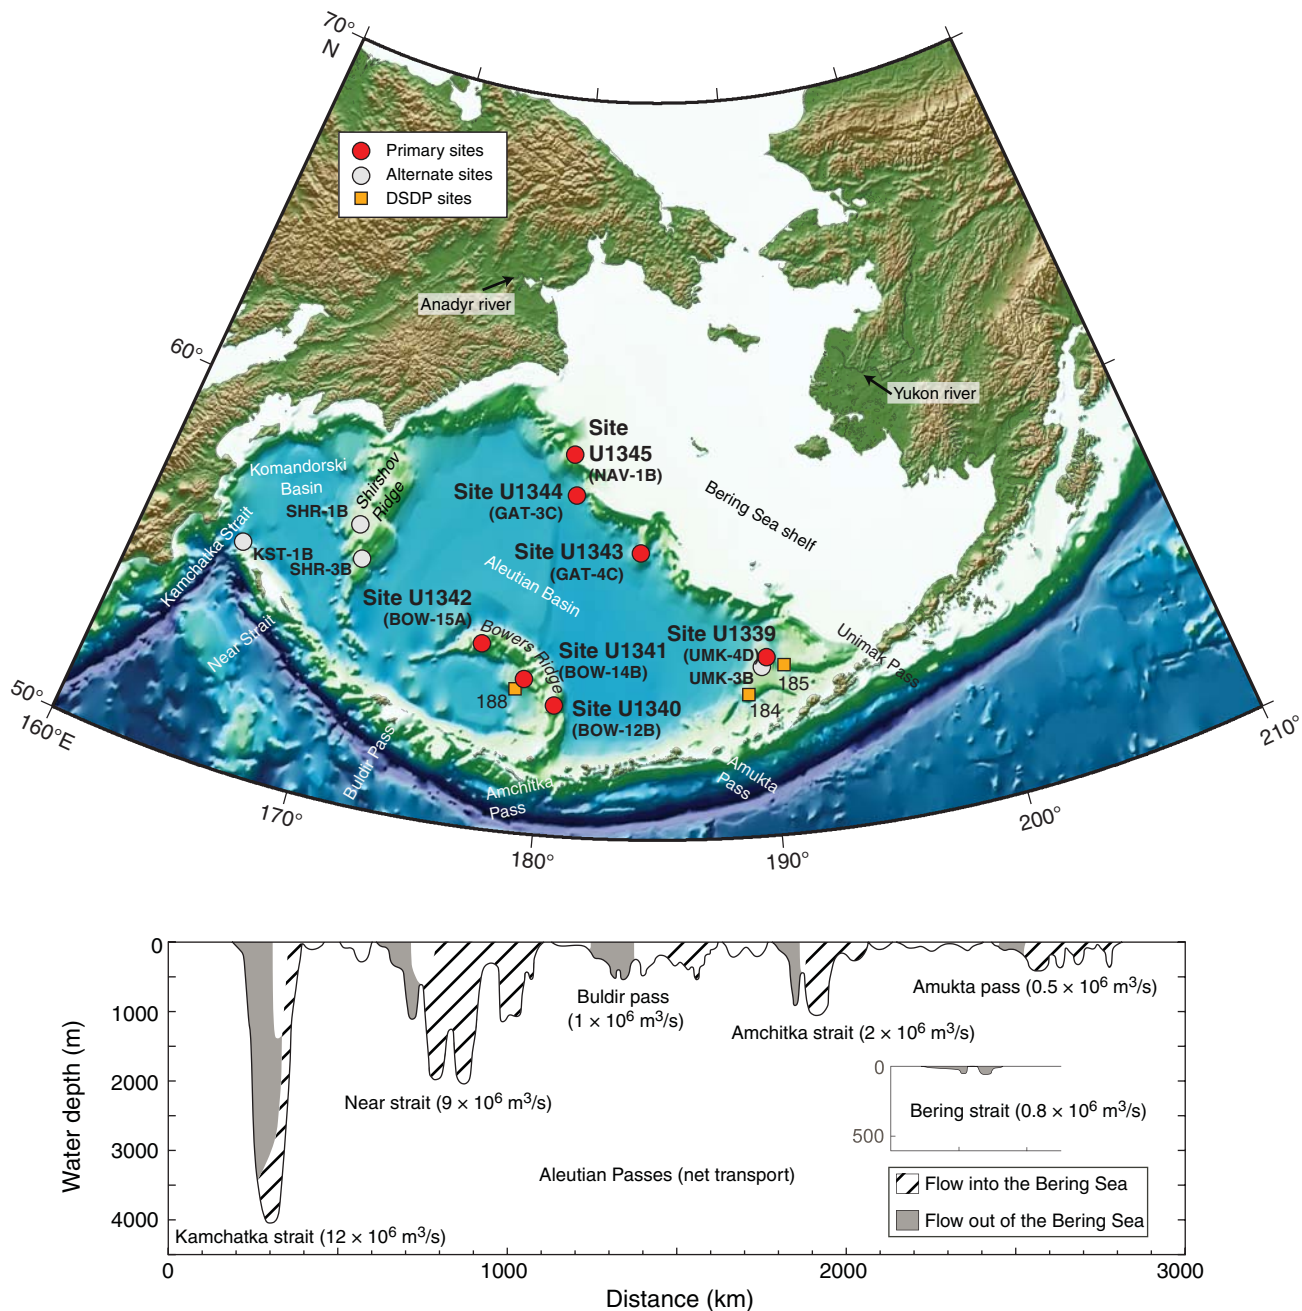 70°
N
Primary sites
Alternate sites
DSDP sites
Anadyr river
60°
Yukon river
Site
U1345
(NAV-1B)
Komandorski
Basin
Shirshov
Ridge
Site U1344
(GAT-3C)
Bering Sea shelf
SHR-1B
Kamchatka Strait
KST-1B
SHR-3B
Site U1343
(GAT-4C)
Aleutian Basin
Site U1342
(BOW-15A)
Near Strait
Bowers Ridge
Site U1341
(BOW-14B)
Site U1339
(UMK-4D)
UMK-3B
Unimak Pass
185
184
188
Site U1340
(BOW-12B)
50°
160°E
Buldir Pass
Amchitka
Pass
Amukta
Pass
210°
170°
180°
190°
200°
0
1000
2000
3000
4000
Water depth (m)
Buldir pass
(1 × 10⁶ m³/s)
Amukta pass (0.5 × 10⁶ m³/s)
Amchitka strait (2 × 10⁶ m³/s)
Near strait (9 × 10⁶ m³/s)
0
Bering strait (0.8 × 10⁶ m³/s)
500
Aleutian Passes (net transport)
Flow into the Bering Sea
Flow out of the Bering Sea
Kamchatka strait (12 × 10⁶ m³/s)
0
1000
2000
3000
Distance (km)